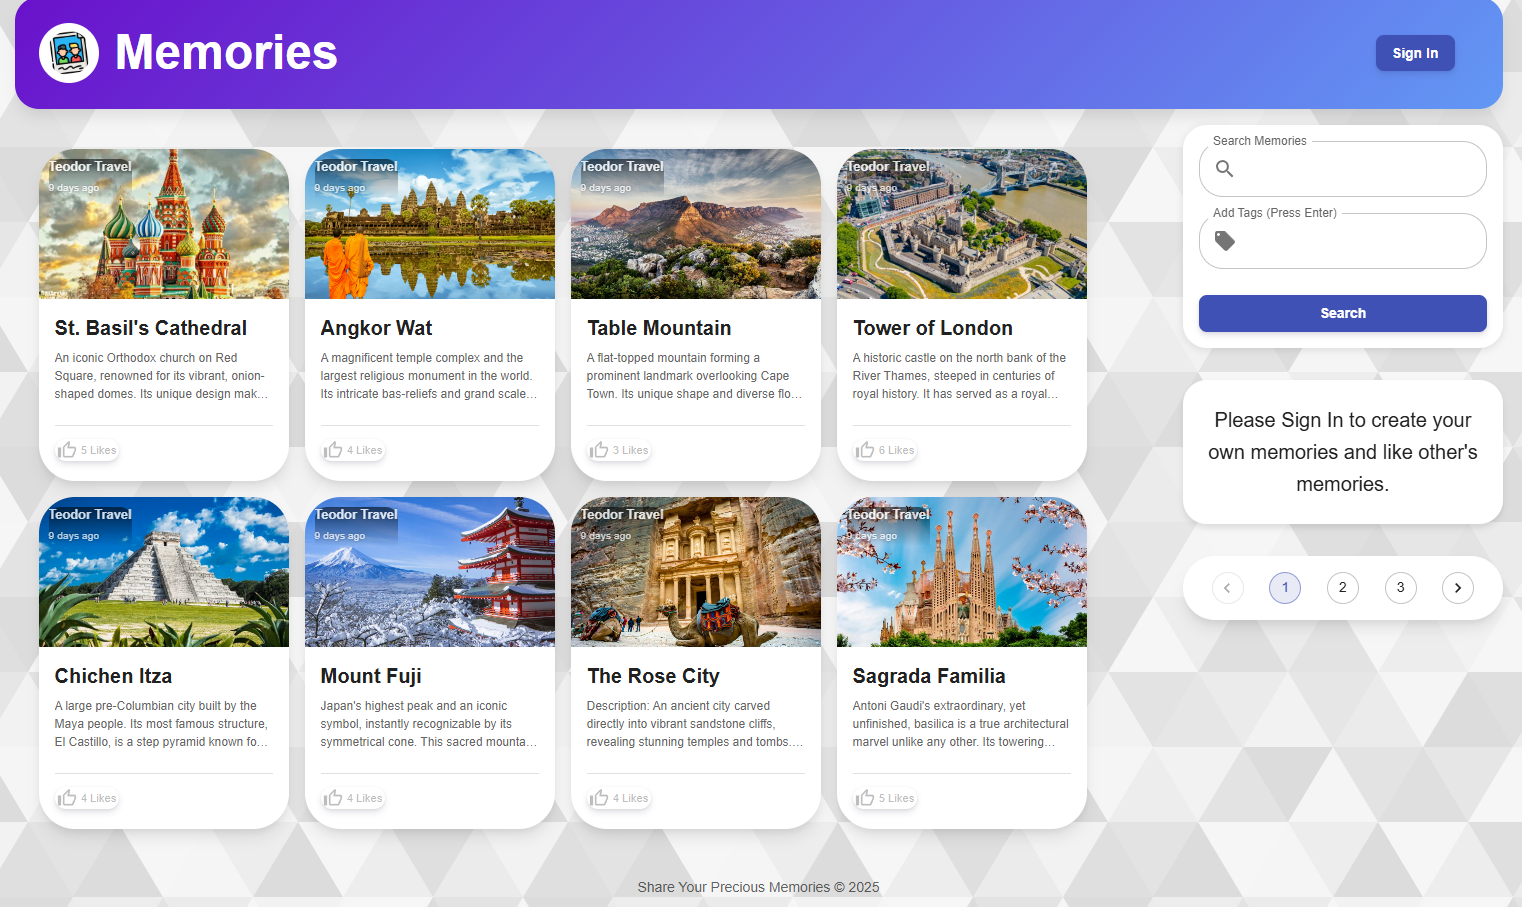 Memories
Sign In
Search Memories
Add Tags (Press Enter)
Search
Please Sign In to create your
own memories and like other's
memories.
1
2
3
Teodor Travel
9 days ago
St. Basil's Cathedral
An iconic Orthodox church on Red
Square, renowned for its vibrant, onion-
shaped domes. Its unique design mak...
5 Likes
Teodor Travel
9 days ago
Angkor Wat
A magnificent temple complex and the
largest religious monument in the world.
Its intricate bas-reliefs and grand scale...
4 Likes
Teodor Travel
9 days ago
Table Mountain
A flat-topped mountain forming a
prominent landmark overlooking Cape
Town. Its unique shape and diverse flo...
3 Likes
Teodor Travel
9 days ago
Tower of London
A historic castle on the north bank of the
River Thames, steeped in centuries of
royal history. It has served as a royal...
6 Likes
Teodor Travel
9 days ago
Chichen Itza
A large pre-Columbian city built by the
Maya people. Its most famous structure,
El Castillo, is a step pyramid known fo...
4 Likes
Teodor Travel
9 days ago
Mount Fuji
Japan's highest peak and an iconic
symbol, instantly recognizable by its
symmetrical cone. This sacred mounta...
4 Likes
Teodor Travel
9 days ago
The Rose City
Description: An ancient city carved
directly into vibrant sandstone cliffs,
revealing stunning temples and tombs....
4 Likes
Teodor Travel
9 days ago
Sagrada Familia
Antoni Gaudí's extraordinary, yet
unfinished, basilica is a true architectural
marvel unlike any other. Its towering...
5 Likes
Share Your Precious Memories © 2025